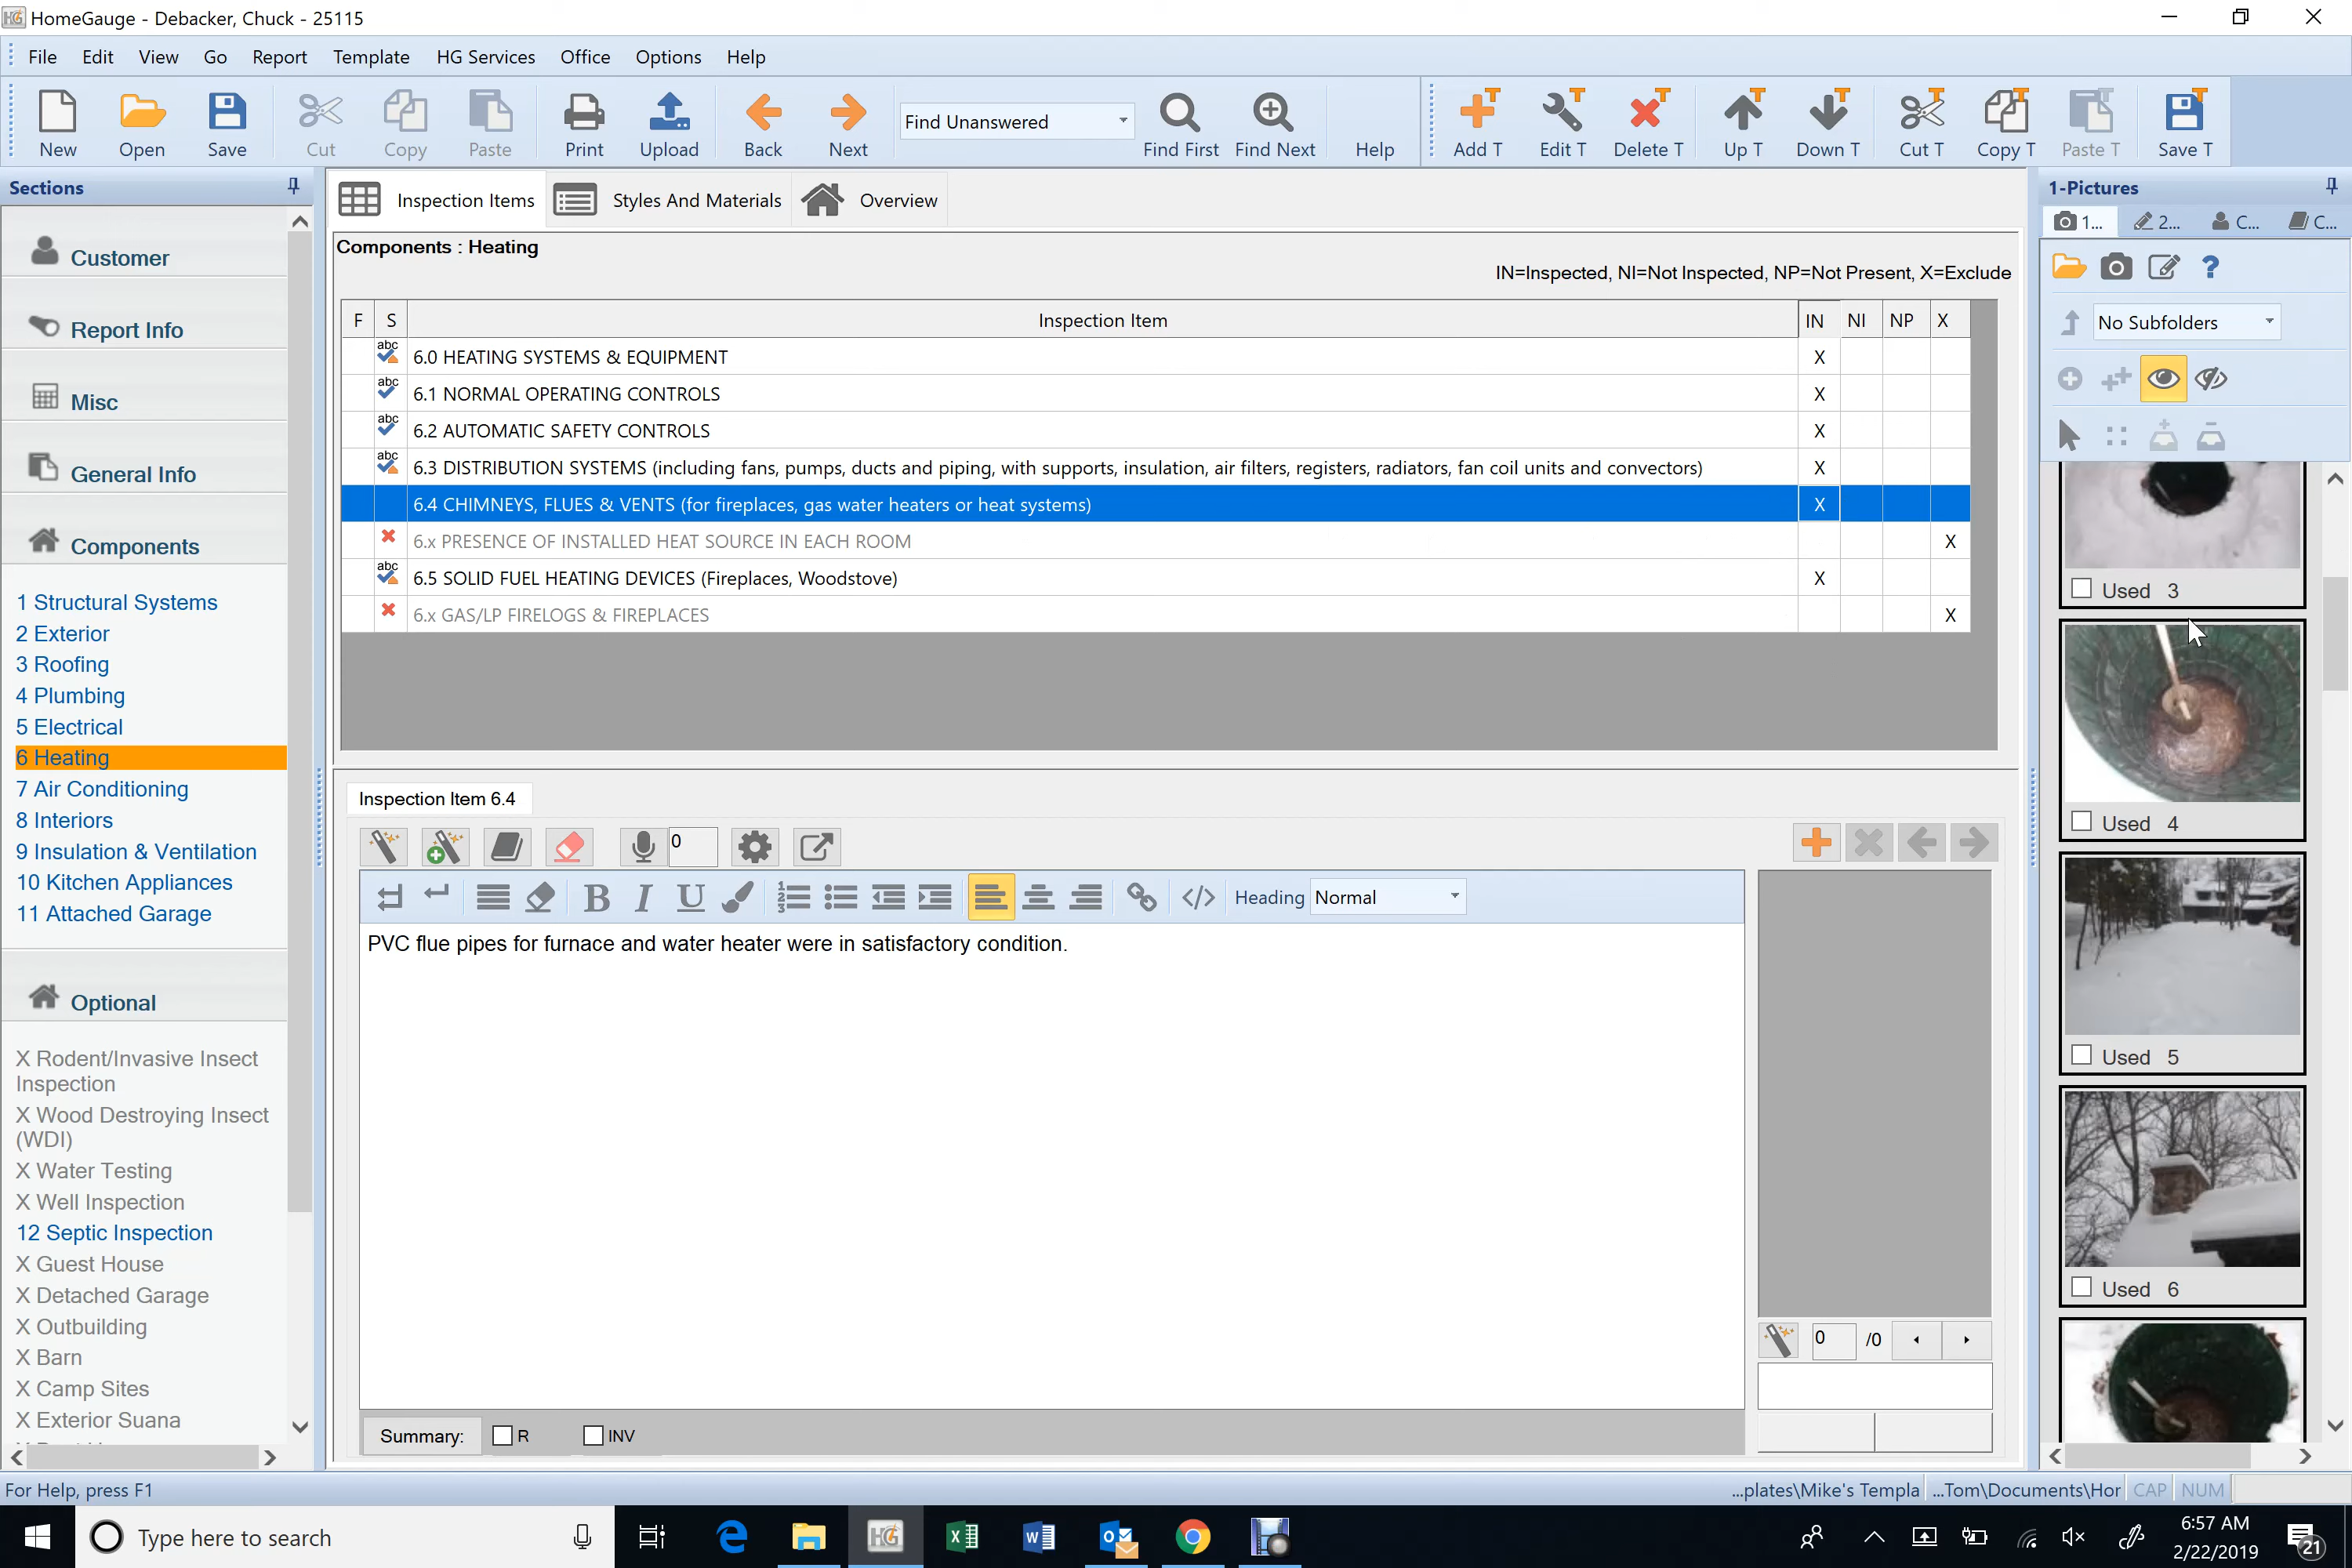 HomeGauge - Debacker, Chuck - 25115
File Edit View Go Report Template HG Services Office Options Help
New Open Save Cut Copy Paste Print Upload Back Next Find Unanswered Find First Find Next Help Add T Edit T Delete T Up T Down T Cut T Copy T Paste T Save T
Sections
Customer
Report Info
Misc
General Info
Components
1 Structural Systems
2 Exterior
3 Roofing
4 Plumbing
5 Electrical
6 Heating
7 Air Conditioning
8 Interiors
9 Insulation & Ventilation
10 Kitchen Appliances
11 Attached Garage
Optional
X Rodent/Invasive Insect
Inspection
X Wood Destroying Insect
(WDI)
X Water Testing
X Well Inspection
12 Septic Inspection
X Guest House
X Detached Garage
X Outbuilding
X Barn
X Camp Sites
X Exterior Suana
Inspection Items Styles And Materials Overview
Components : Heating
IN=Inspected, NI=Not Inspected, NP=Not Present, X=Exclude
F S Inspection Item IN NI NP X
abc 6.0 HEATING SYSTEMS & EQUIPMENT X
abc 6.1 NORMAL OPERATING CONTROLS X
abc 6.2 AUTOMATIC SAFETY CONTROLS X
abc 6.3 DISTRIBUTION SYSTEMS (including fans, pumps, ducts and piping, with supports, insulation, air filters, registers, radiators, fan coil units and convectors) X
6.4 CHIMNEYS, FLUES & VENTS (for fireplaces, gas water heaters or heat systems) X
6.x PRESENCE OF INSTALLED HEAT SOURCE IN EACH ROOM X
abc 6.5 SOLID FUEL HEATING DEVICES (Fireplaces, Woodstove) X
6.x GAS/LP FIRELOGS & FIREPLACES X
Inspection Item 6.4
0
B I U Heading Normal
PVC flue pipes for furnace and water heater were in satisfactory condition.
0 /0
Summary: R INV
1-Pictures
1... 2... C... C...
No Subfolders
Used 3
Used 4
Used 5
Used 6
For Help, press F1
...plates\Mike's Templa ...Tom\Documents\Hor CAP NUM
Type here to search
6:57 AM
2/22/2019
21